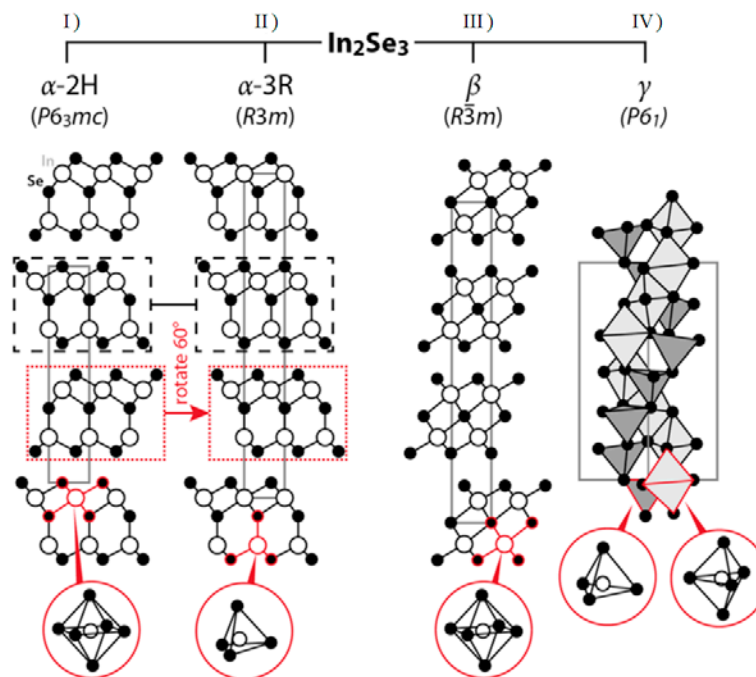 I )
II )
III )
IV )
In₂Se₃
α-2H
(P6₃mc)
α-3R
(R3m)
β
(R3̅m)
γ
(P6₁)
In
Se
rotate 60°